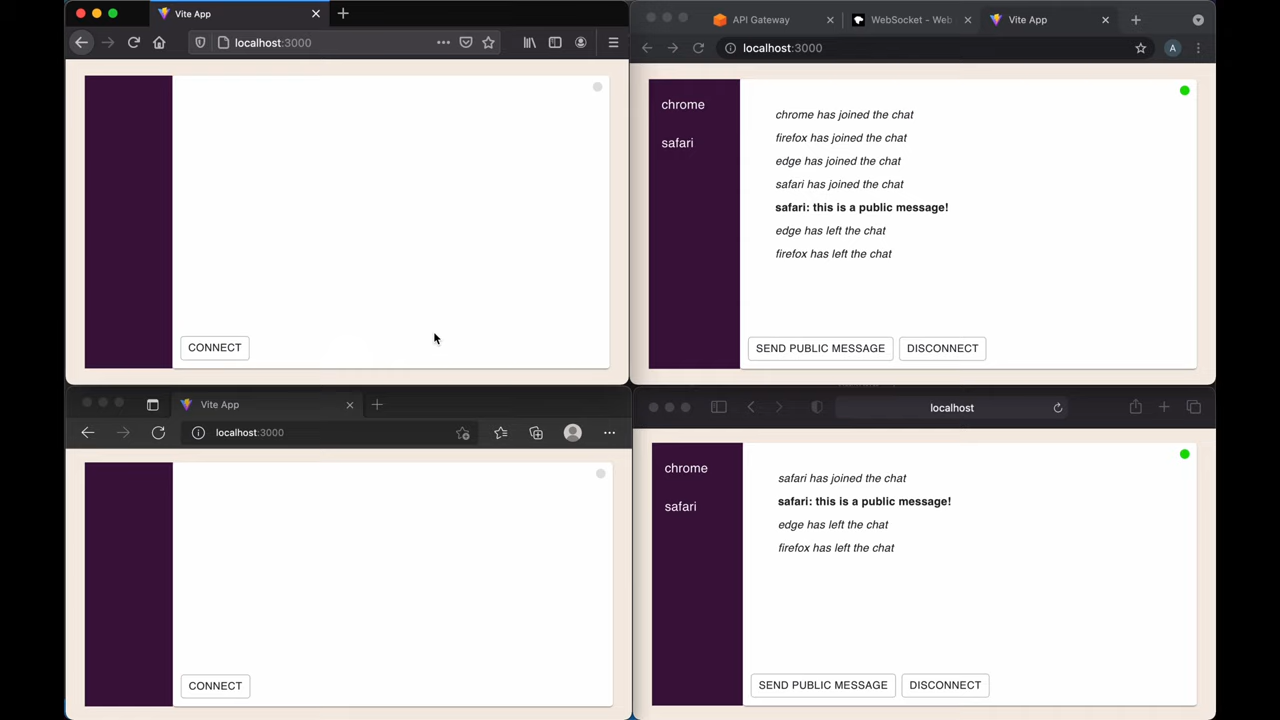 Vite App
localhost:3000
CONNECT
API Gateway
WebSocket - Web
Vite App
localhost:3000
A
chrome
safari
chrome has joined the chat
firefox has joined the chat
edge has joined the chat
safari has joined the chat
safari: this is a public message!
edge has left the chat
firefox has left the chat
SEND PUBLIC MESSAGE
DISCONNECT
Vite App
localhost:3000
CONNECT
localhost
chrome
safari
safari has joined the chat
safari: this is a public message!
edge has left the chat
firefox has left the chat
SEND PUBLIC MESSAGE
DISCONNECT